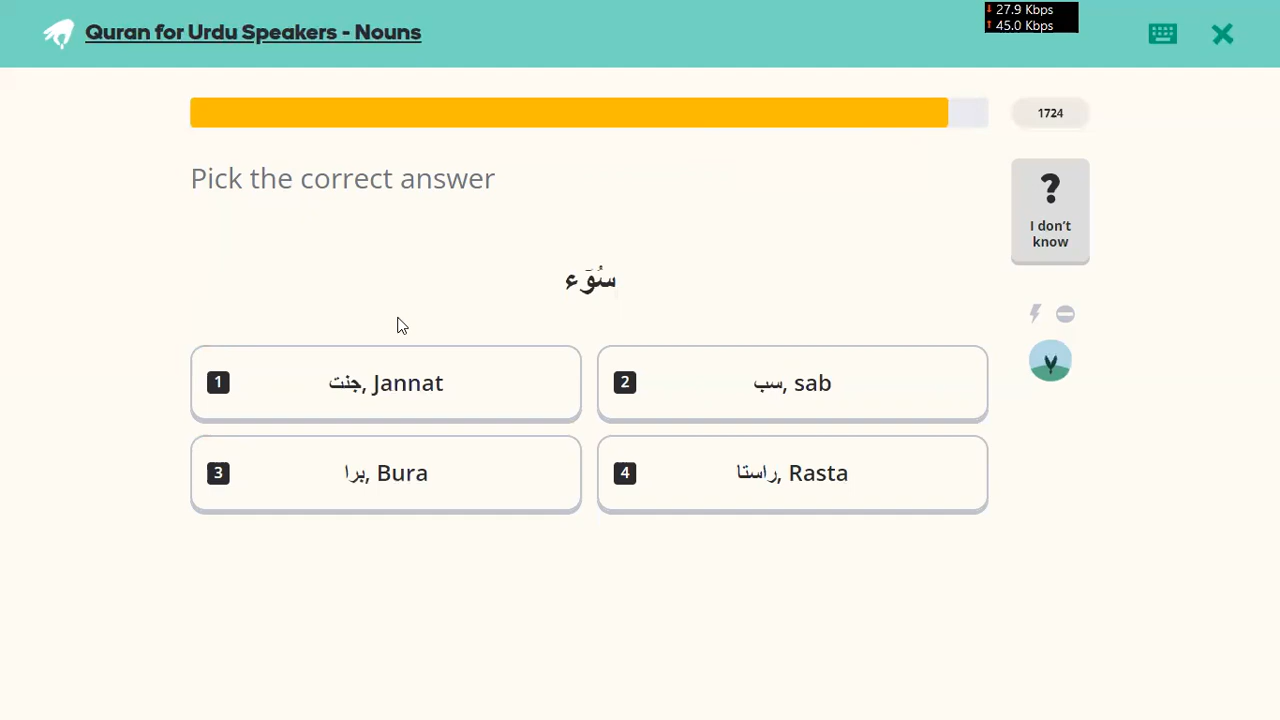 Quran for Urdu Speakers - Nouns
↓ 27.9 Kbps
↑ 45.0 Kbps
1724
Pick the correct answer
?
I don't know
سُوٓء
1 جنت, Jannat
2 سب, sab
3 برا, Bura
4 راستا, Rasta